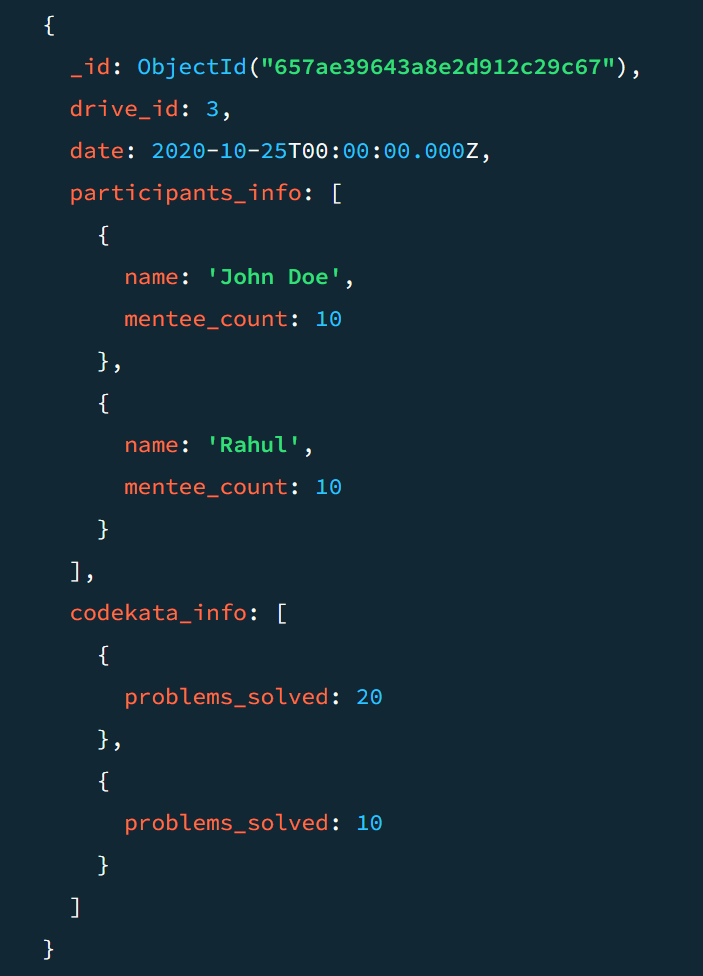 {
_id: ObjectId("657ae39643a8e2d912c29c67"),
drive_id: 3,
date: 2020-10-25T00:00:00.000Z,
participants_info: [
{
name: 'John Doe',
mentee_count: 10
},
{
name: 'Rahul',
mentee_count: 10
}
],
codekata_info: [
{
problems_solved: 20
},
{
problems_solved: 10
}
]
}